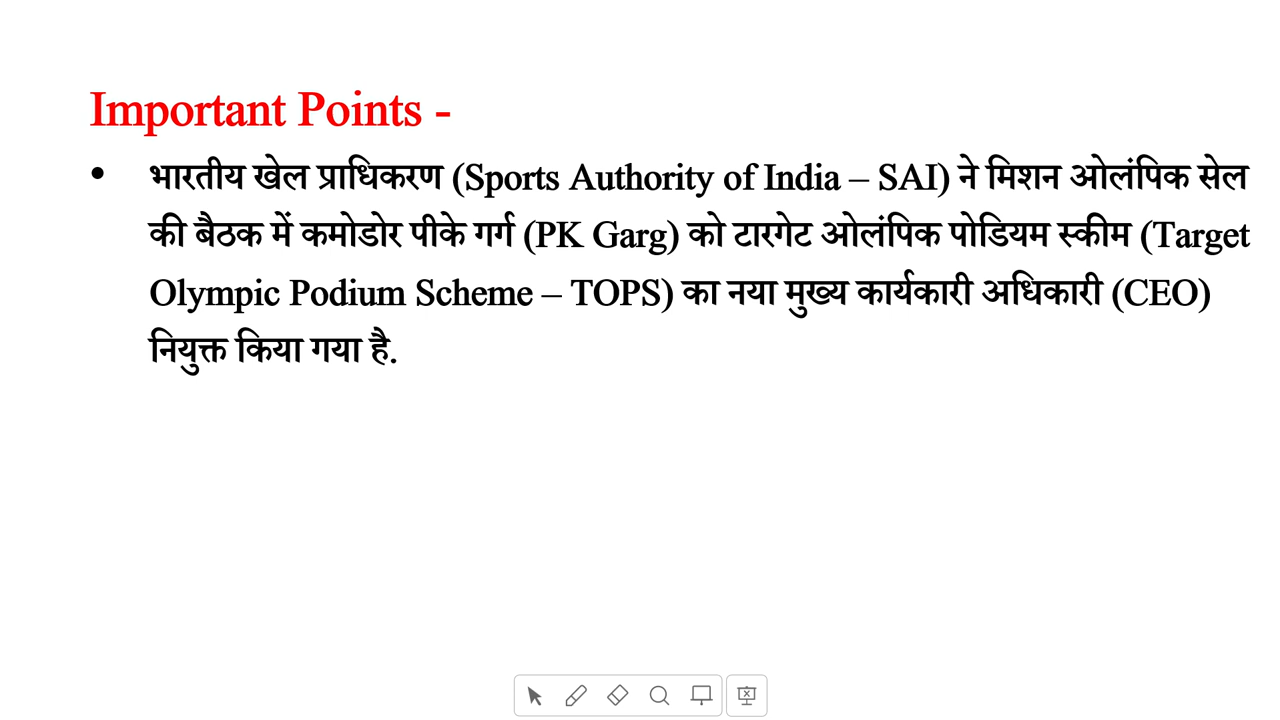 Important Points -
• भारतीय खेल प्राधिकरण (Sports Authority of India – SAI) ने मिशन ओलंपिक सेल
की बैठक में कमोडोर पीके गर्ग (PK Garg) को टारगेट ओलंपिक पोडियम स्कीम (Target
Olympic Podium Scheme – TOPS) का नया मुख्य कार्यकारी अधिकारी (CEO)
नियुक्त किया गया है.